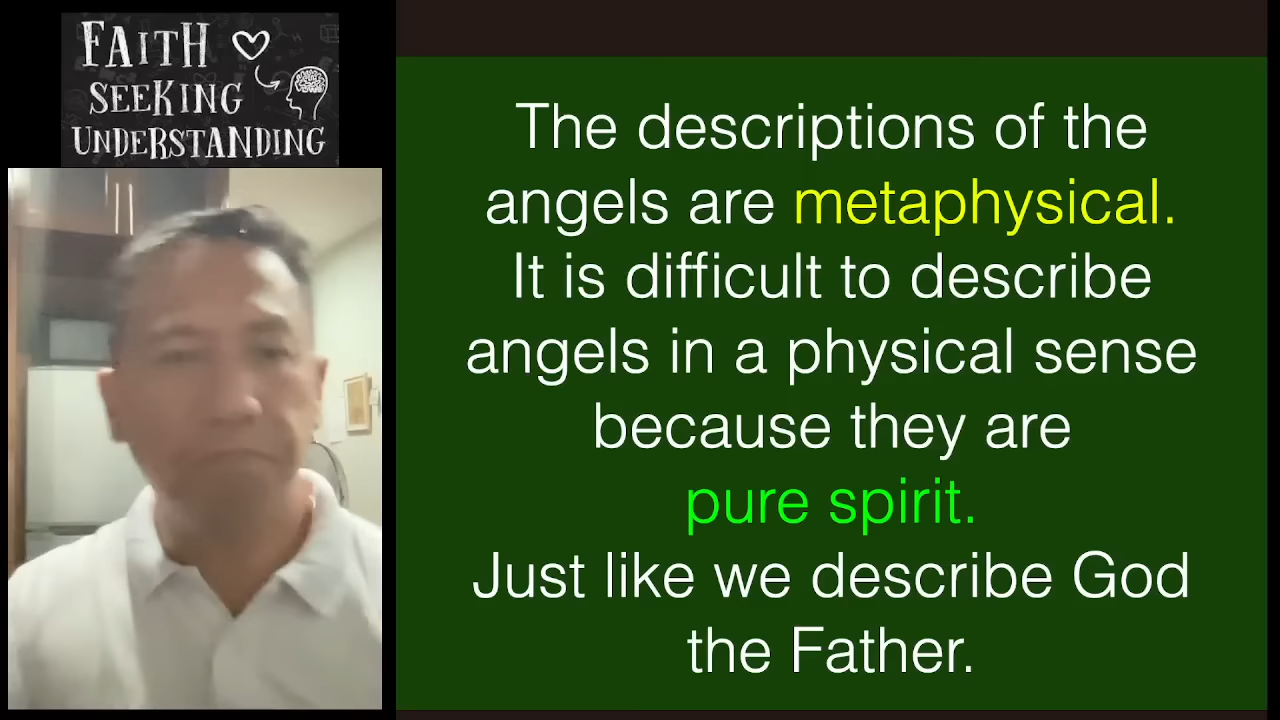 FAITH
SEEKING
UNDERSTANDING
The descriptions of the
angels are metaphysical.
It is difficult to describe
angels in a physical sense
because they are
pure spirit.
Just like we describe God
the Father.